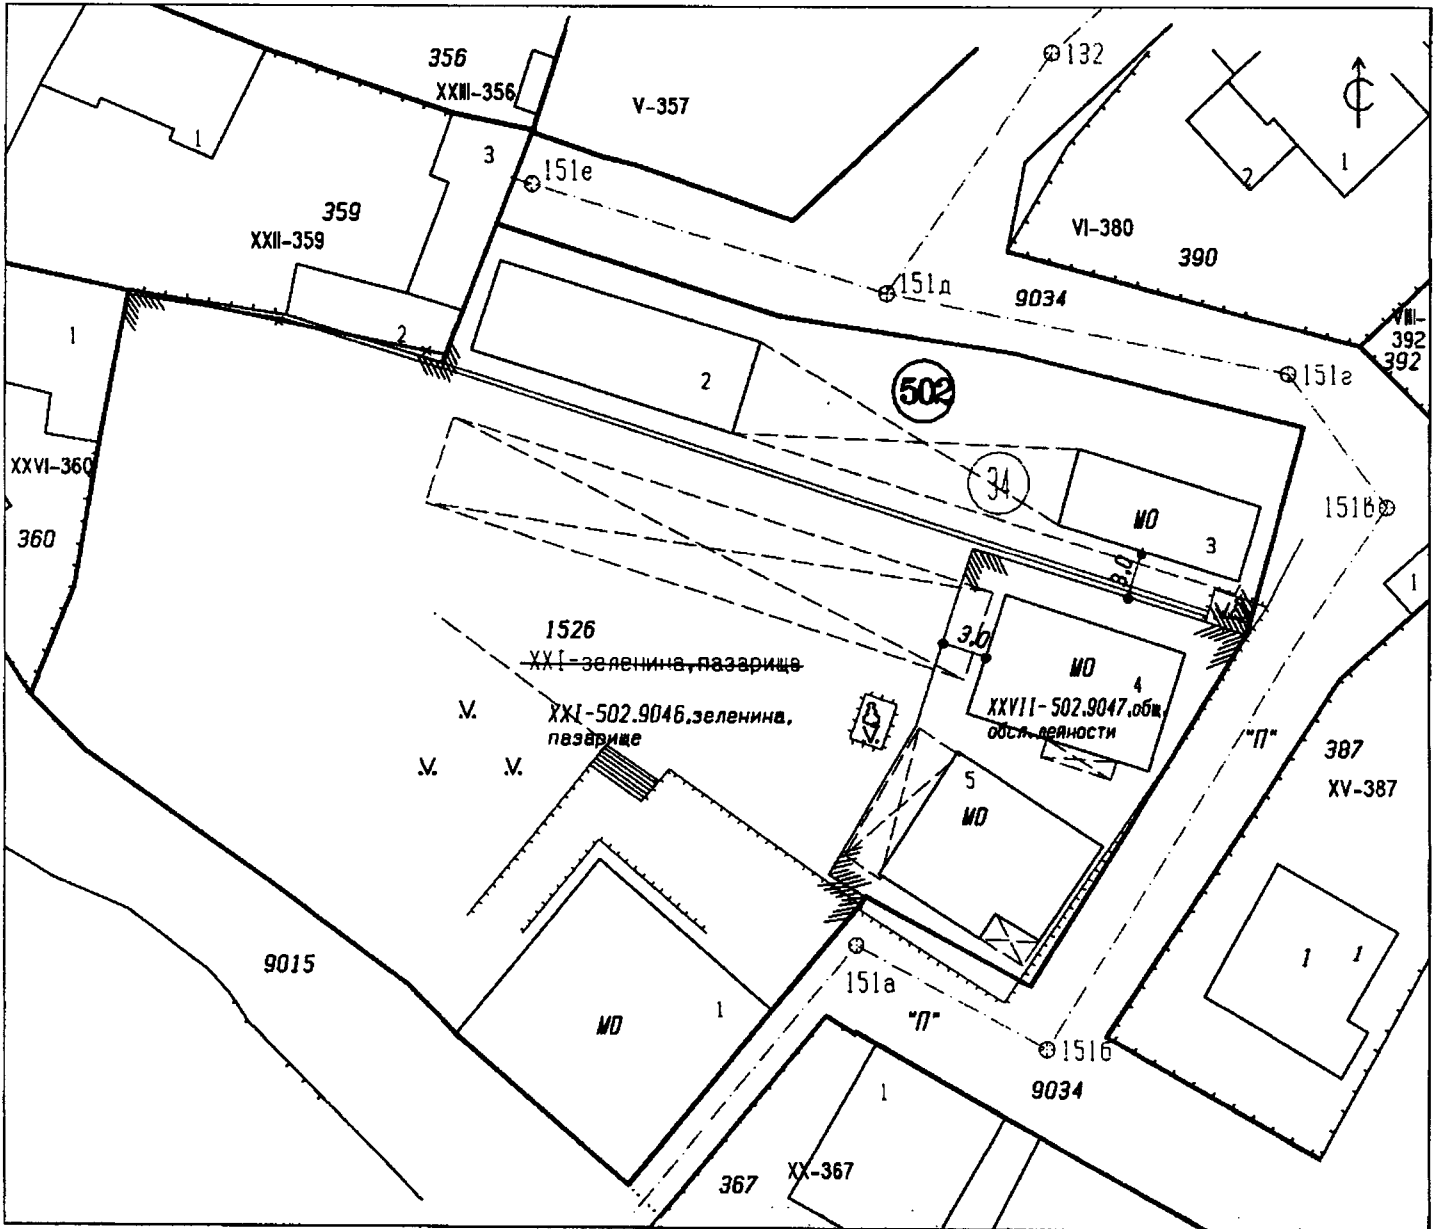 356
XXIII-356
V-357
132
С
1
3
151е
2
1
359
XXII-359
VI-380
390
151д
9034
1
2
VIII-
392
392
2
502
151г
XXVI-360
34
МО
151в
360
3
3.0
1
1526
3.0
XXI-зеленина,пазарище
МО
4
XXI-502.9046,зеленина,
пазарище
XXVII-502.9047,общ.
"П"
387
XV-387
5
МО
9015
1
1
151а
МО
1
"П"
151б
9034
1
XX-367
367